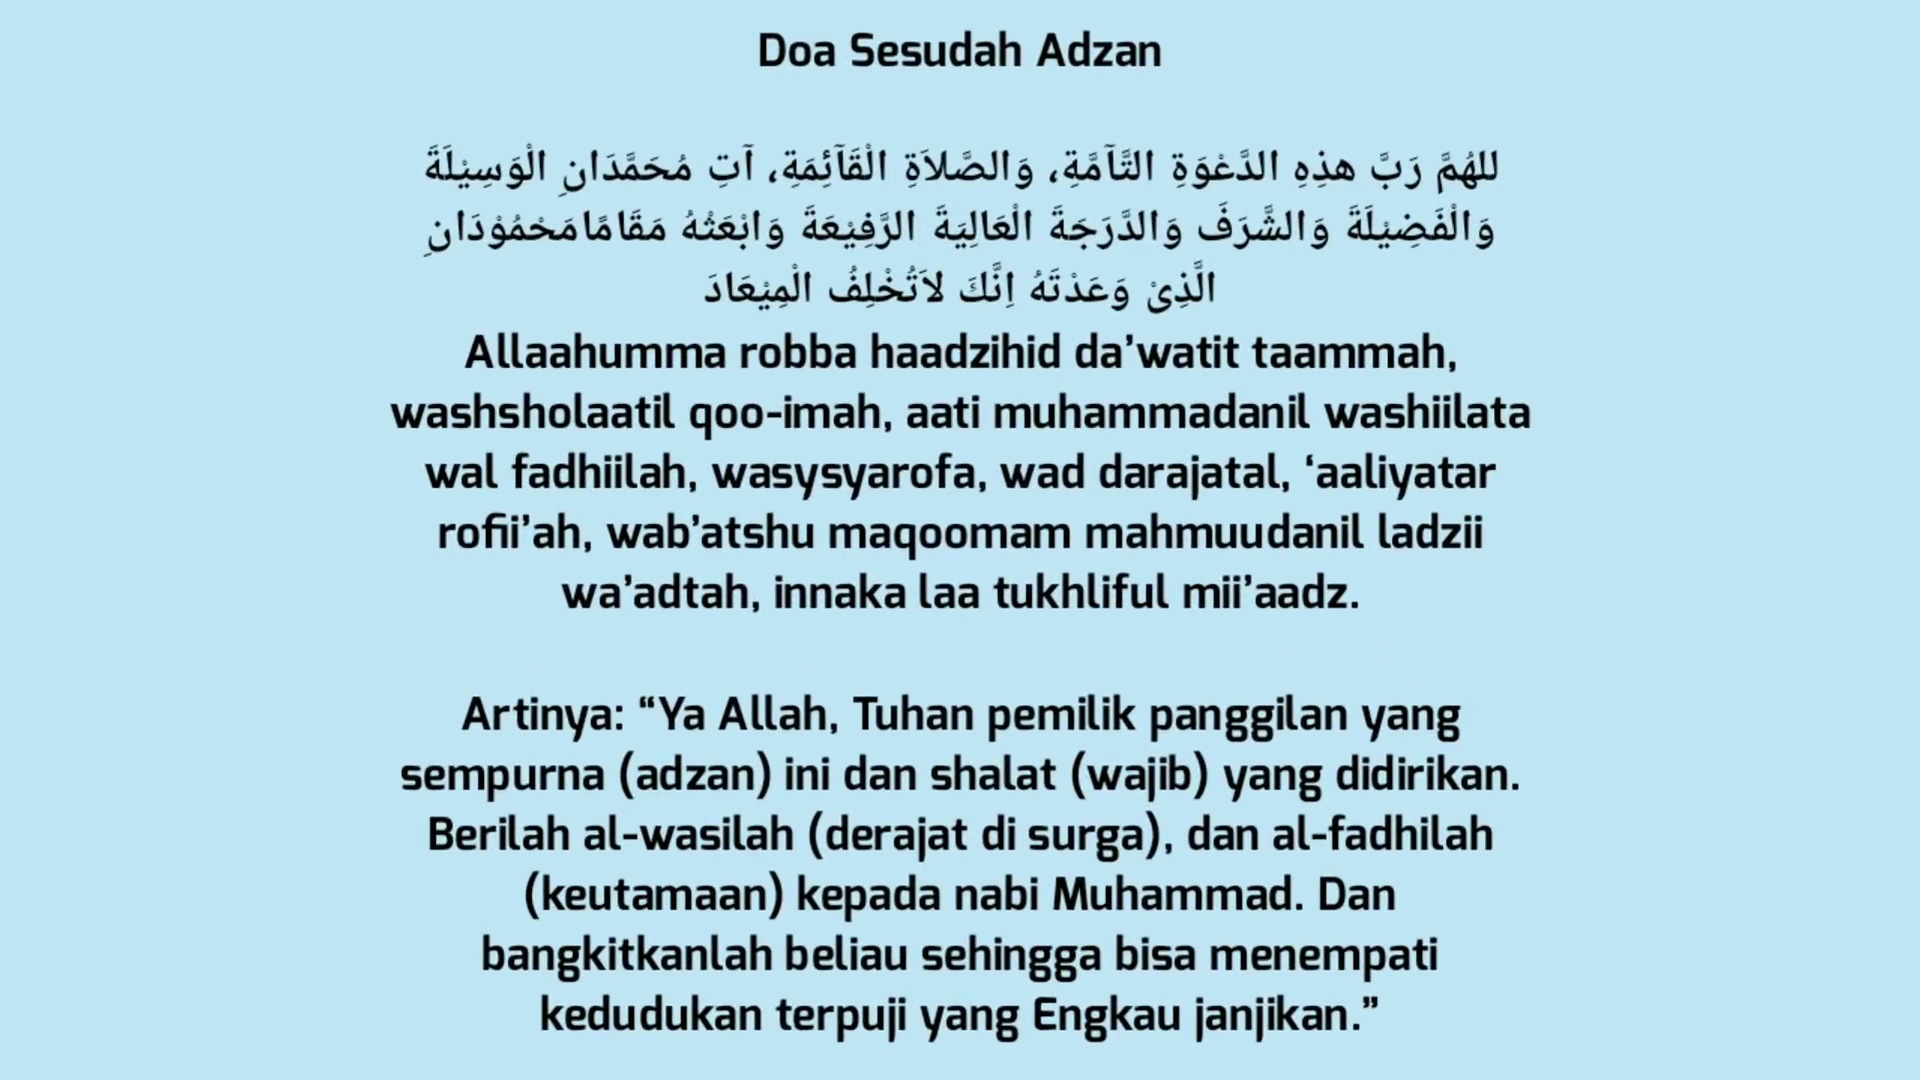 Doa Sesudah Adzan
للهُمَّ رَبَّ هذِهِ الدَّعْوَةِ التَّآمَّةِ، وَالصَّلاَةِ الْقَآئِمَةِ، آتِ مُحَمَّدَانِ الْوَسِيْلَةَ
وَالْفَضِيْلَةَ وَالشَّرَفَ وَالدَّرَجَةَ الْعَالِيَةَ الرَّفِيْعَةَ وَابْعَثْهُ مَقَامًامَحْمُوْدَانِ
الَّذِىْ وَعَدْتَهُ اِنَّكَ لاَتُخْلِفُ الْمِيْعَادَ
Allaahumma robba haadzihid da’watit taammah,
washsholaatil qoo-imah, aati muhammadanil washiilata
wal fadhiilah, wasysyarofa, wad darajatal, ‘aaliyatar
rofii’ah, wab’atshu maqoomam mahmuudanil ladzii
wa’adtah, innaka laa tukhliful mii’aadz.
Artinya: “Ya Allah, Tuhan pemilik panggilan yang
sempurna (adzan) ini dan shalat (wajib) yang didirikan.
Berilah al-wasilah (derajat di surga), dan al-fadhilah
(keutamaan) kepada nabi Muhammad. Dan
bangkitkanlah beliau sehingga bisa menempati
kedudukan terpuji yang Engkau janjikan.”